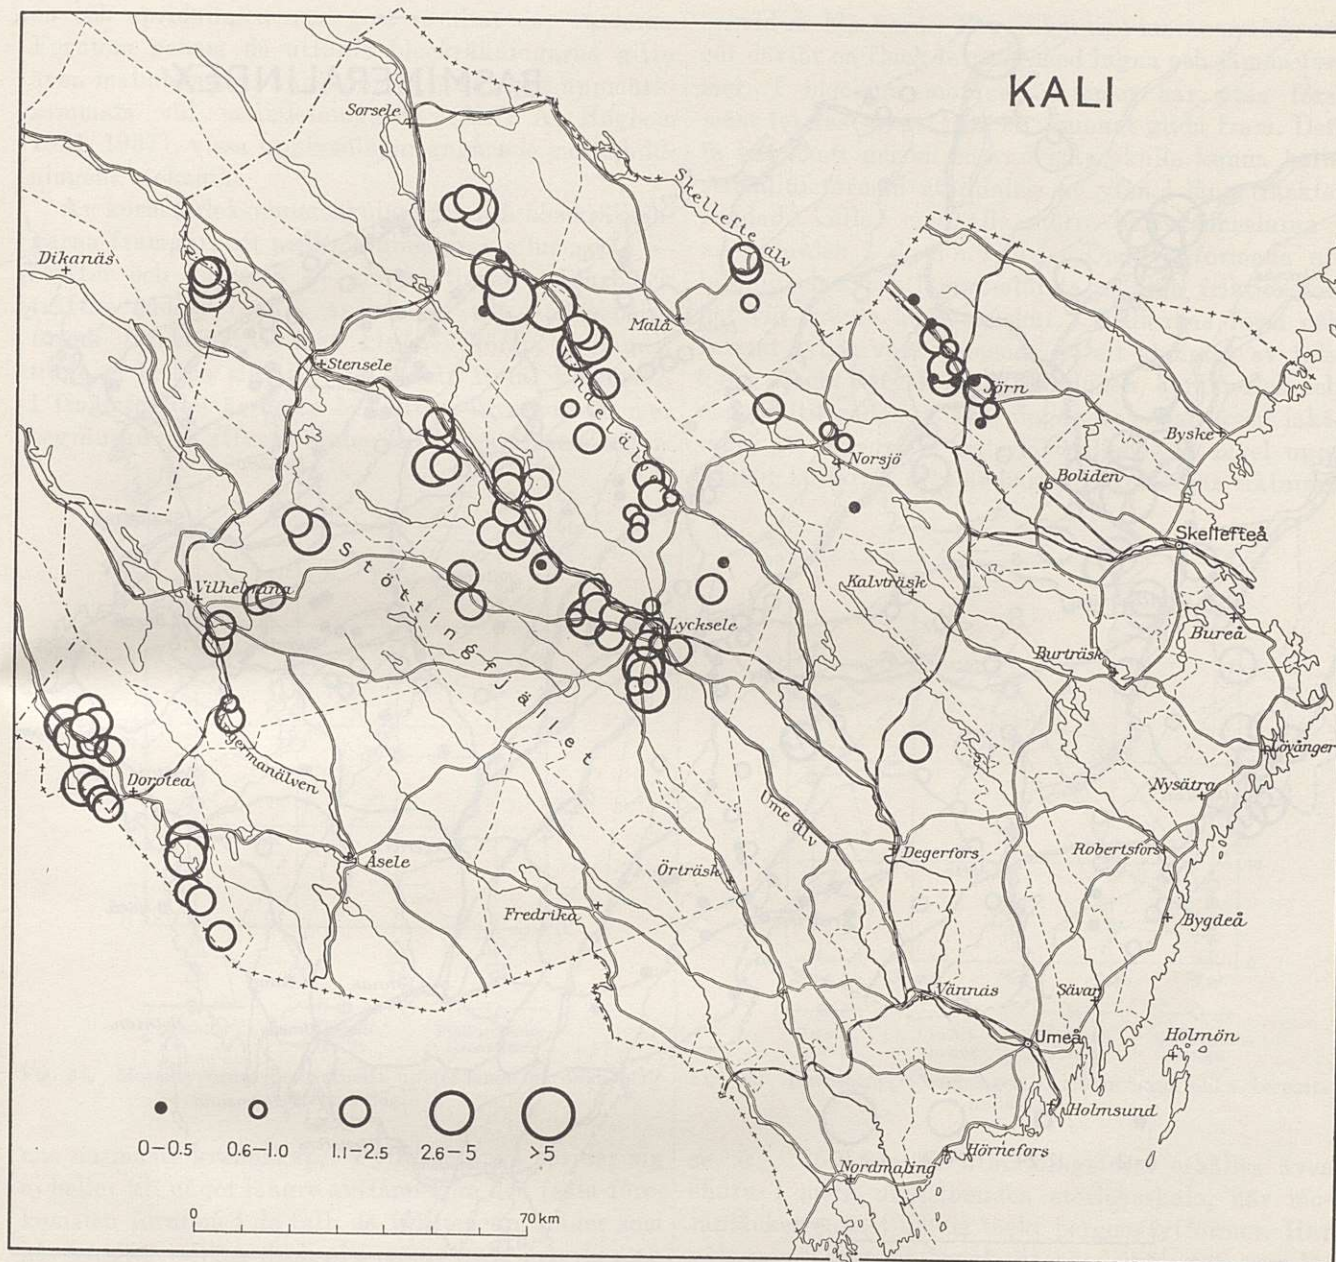 KALI
Sorsele
Skellefte älv
Dikanäs
Malå
Stensele
Vindelälven
Jörn
Byske
Norsjö
Boliden
Skellefteå
Stöttingfjället
Kalvträsk
Vilhelmina
Lycksele
Bureå
Burträsk
Lövånger
Ångermanälven
Dorotea
Nysätra
Ume älv
Degerfors
Robertsfors
Åsele
Örträsk
Fredrika
Bygdeå
Vännäs
Sävar
Umeå
Holmön
Holmsund
Hörnefors
Nordmaling
0–0.5 0.6–1.0 1.1–2.5 2.6–5 >5
0 70 km